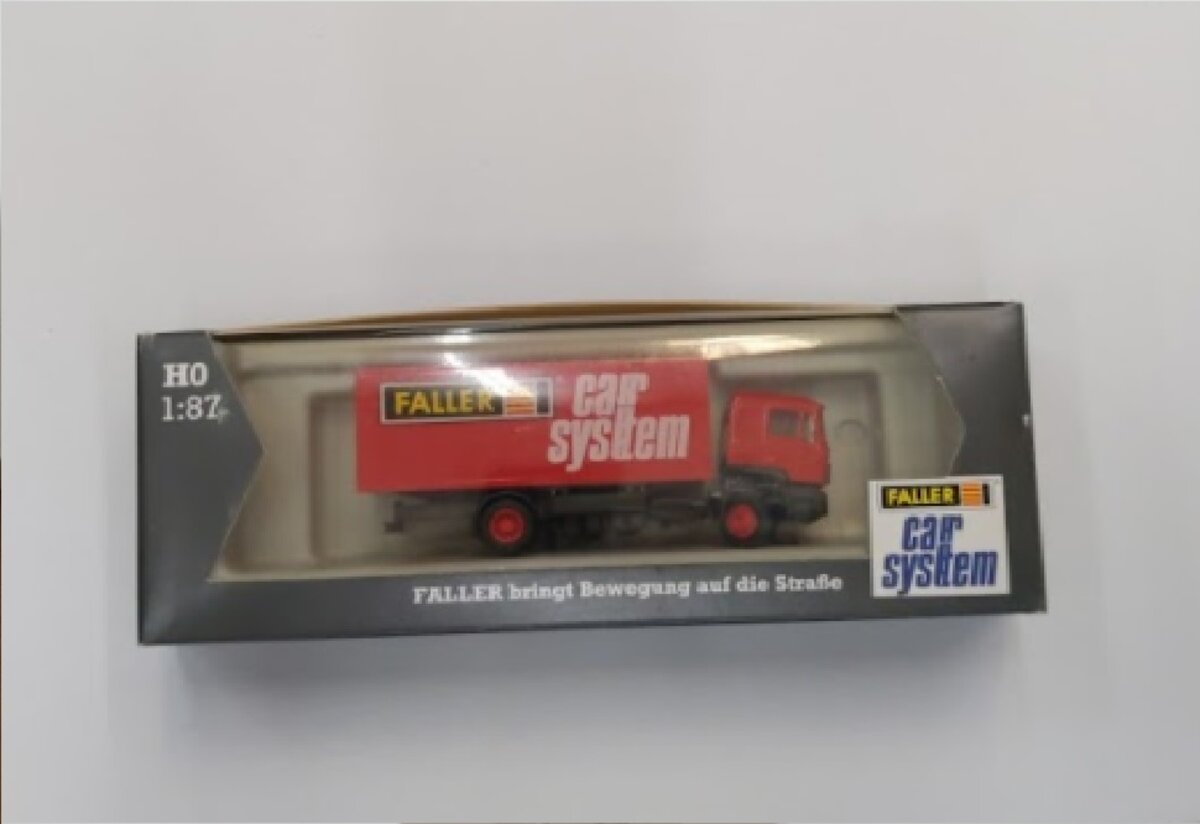 H0
1:87
FALLER
car
system
FALLER
car
system
FALLER bringt Bewegung auf die Straße